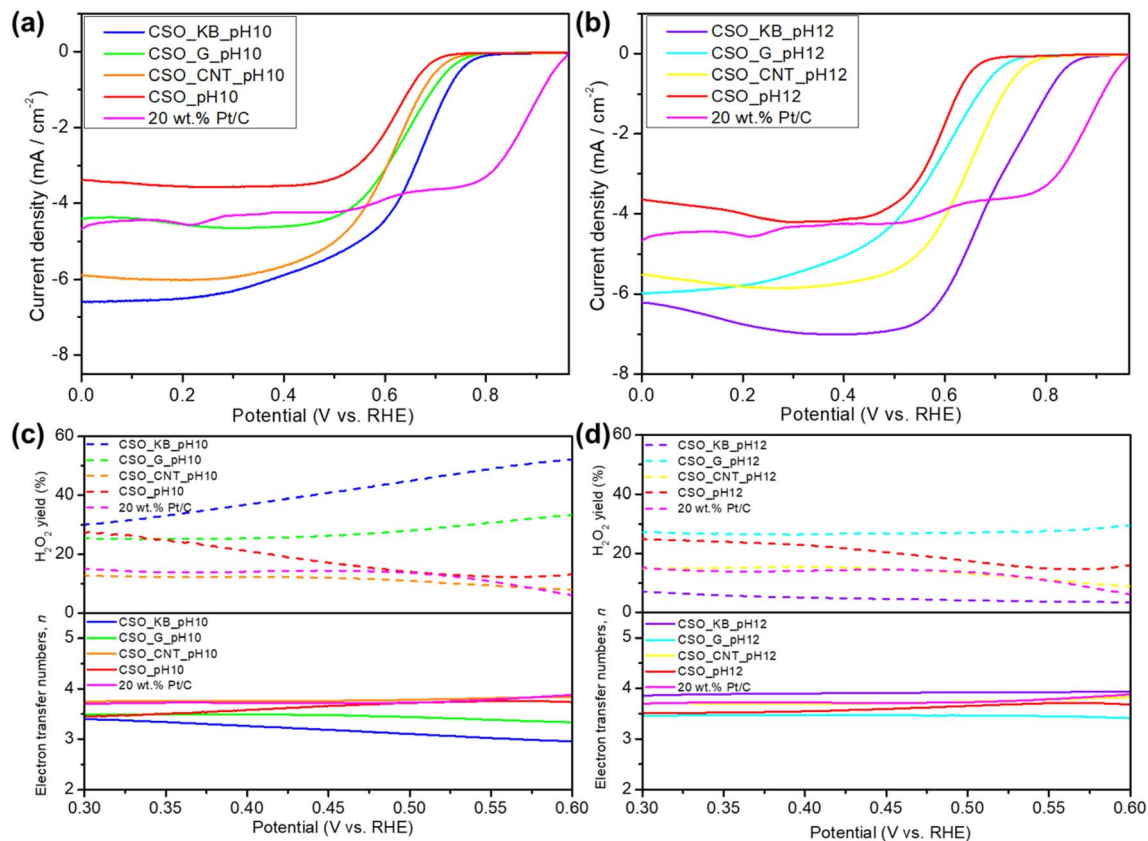 (a)
CSO_KB_pH10
CSO_G_pH10
CSO_CNT_pH10
CSO_pH10
20 wt.% Pt/C
0
-2
-4
-6
-8
Current density (mA / cm⁻²)
0.0
0.2
0.4
0.6
0.8
Potential (V vs. RHE)
(b)
CSO_KB_pH12
CSO_G_pH12
CSO_CNT_pH12
CSO_pH12
20 wt.% Pt/C
0
-2
-4
-6
-8
Current density (mA / cm⁻²)
0.0
0.2
0.4
0.6
0.8
Potential (V vs. RHE)
(c)
60
40
20
0
H₂O₂ yield (%)
CSO_KB_pH10
CSO_G_pH10
CSO_CNT_pH10
CSO_pH10
20 wt.% Pt/C
5
4
3
2
Electron transfer numbers, n
CSO_KB_pH10
CSO_G_pH10
CSO_CNT_pH10
CSO_pH10
20 wt.% Pt/C
0.30
0.35
0.40
0.45
0.50
0.55
0.60
Potential (V vs. RHE)
(d)
60
40
20
0
H₂O₂ yield (%)
CSO_KB_pH12
CSO_G_pH12
CSO_CNT_pH12
CSO_pH12
20 wt.% Pt/C
5
4
3
2
Electron transfer numbers, n
CSO_KB_pH12
CSO_G_pH12
CSO_CNT_pH12
CSO_pH12
20 wt.% Pt/C
0.30
0.35
0.40
0.45
0.50
0.55
0.60
Potential (V vs. RHE)